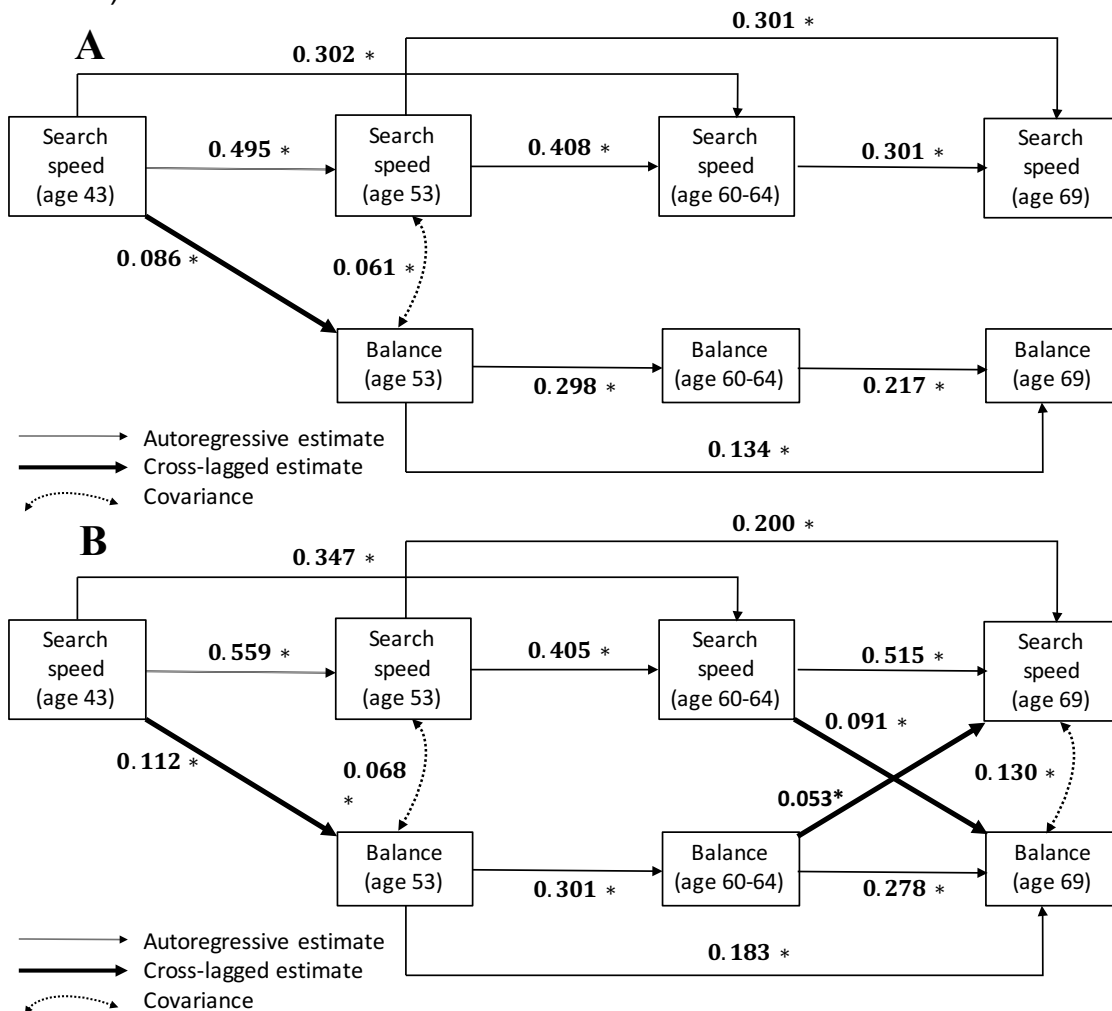 A
0.301 *
0.302 *
Search
speed
(age 43)
0.495 *
Search
speed
(age 53)
0.408 *
Search
speed
(age 60-64)
0.301 *
Search
speed
(age 69)
0.086 *
0.061 *
Balance
(age 53)
0.298 *
Balance
(age 60-64)
0.217 *
Balance
(age 69)
0.134 *
Autoregressive estimate
Cross-lagged estimate
Covariance
B
0.200 *
0.347 *
Search
speed
(age 43)
0.559 *
Search
speed
(age 53)
0.405 *
Search
speed
(age 60-64)
0.515 *
Search
speed
(age 69)
0.112 *
0.068
*
0.091 *
0.053*
0.130 *
Balance
(age 53)
0.301 *
Balance
(age 60-64)
0.278 *
Balance
(age 69)
0.183 *
Autoregressive estimate
Cross-lagged estimate
Covariance